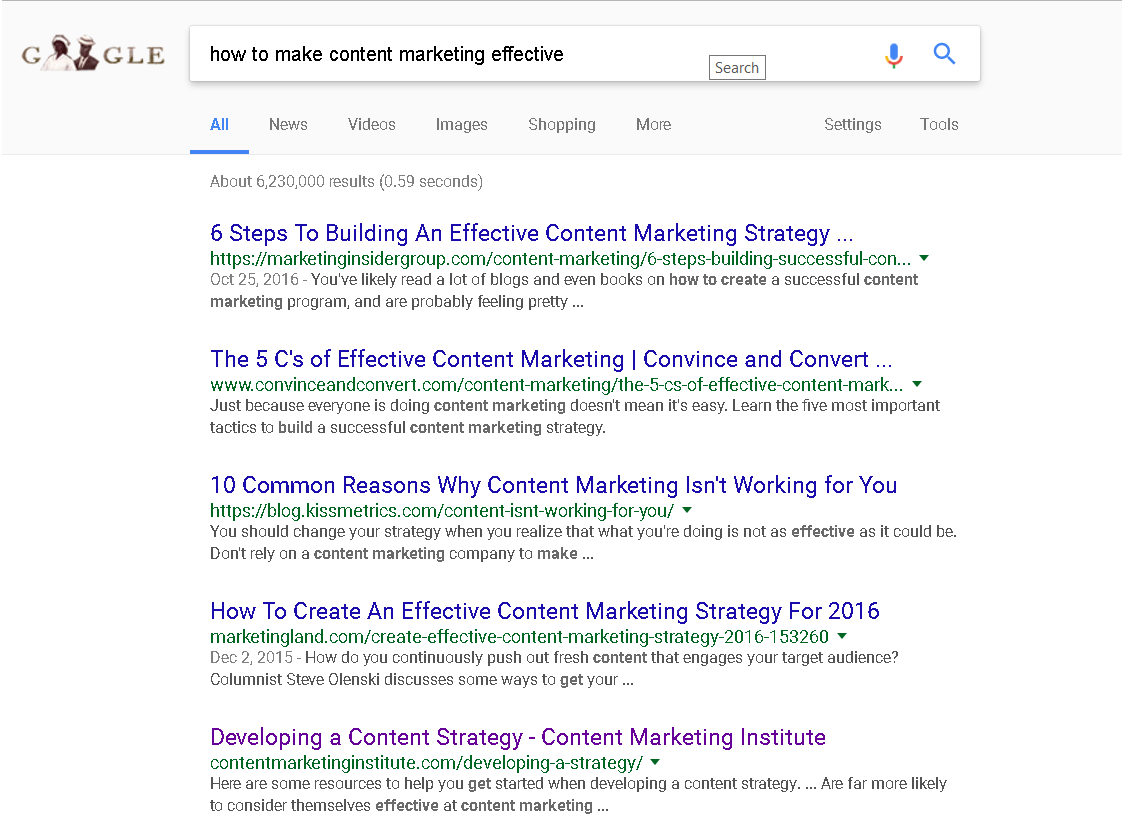 GOOGLE
how to make content marketing effective
Search
All News Videos Images Shopping More Settings Tools
About 6,230,000 results (0.59 seconds)
6 Steps To Building An Effective Content Marketing Strategy ...
https://marketinginsidergroup.com/content-marketing/6-steps-building-successful-con...
Oct 25, 2016 - You've likely read a lot of blogs and even books on how to create a successful content
marketing program, and are probably feeling pretty ...
The 5 C's of Effective Content Marketing | Convince and Convert ...
www.convinceandconvert.com/content-marketing/the-5-cs-of-effective-content-mark...
Just because everyone is doing content marketing doesn't mean it's easy. Learn the five most important
tactics to build a successful content marketing strategy.
10 Common Reasons Why Content Marketing Isn't Working for You
https://blog.kissmetrics.com/content-isnt-working-for-you/
You should change your strategy when you realize that what you're doing is not as effective as it could be.
Don't rely on a content marketing company to make ...
How To Create An Effective Content Marketing Strategy For 2016
marketingland.com/create-effective-content-marketing-strategy-2016-153260
Dec 2, 2015 - How do you continuously push out fresh content that engages your target audience?
Columnist Steve Olenski discusses some ways to get your ...
Developing a Content Strategy - Content Marketing Institute
contentmarketinginstitute.com/developing-a-strategy/
Here are some resources to help you get started when developing a content strategy. ... Are far more likely
to consider themselves effective at content marketing ...